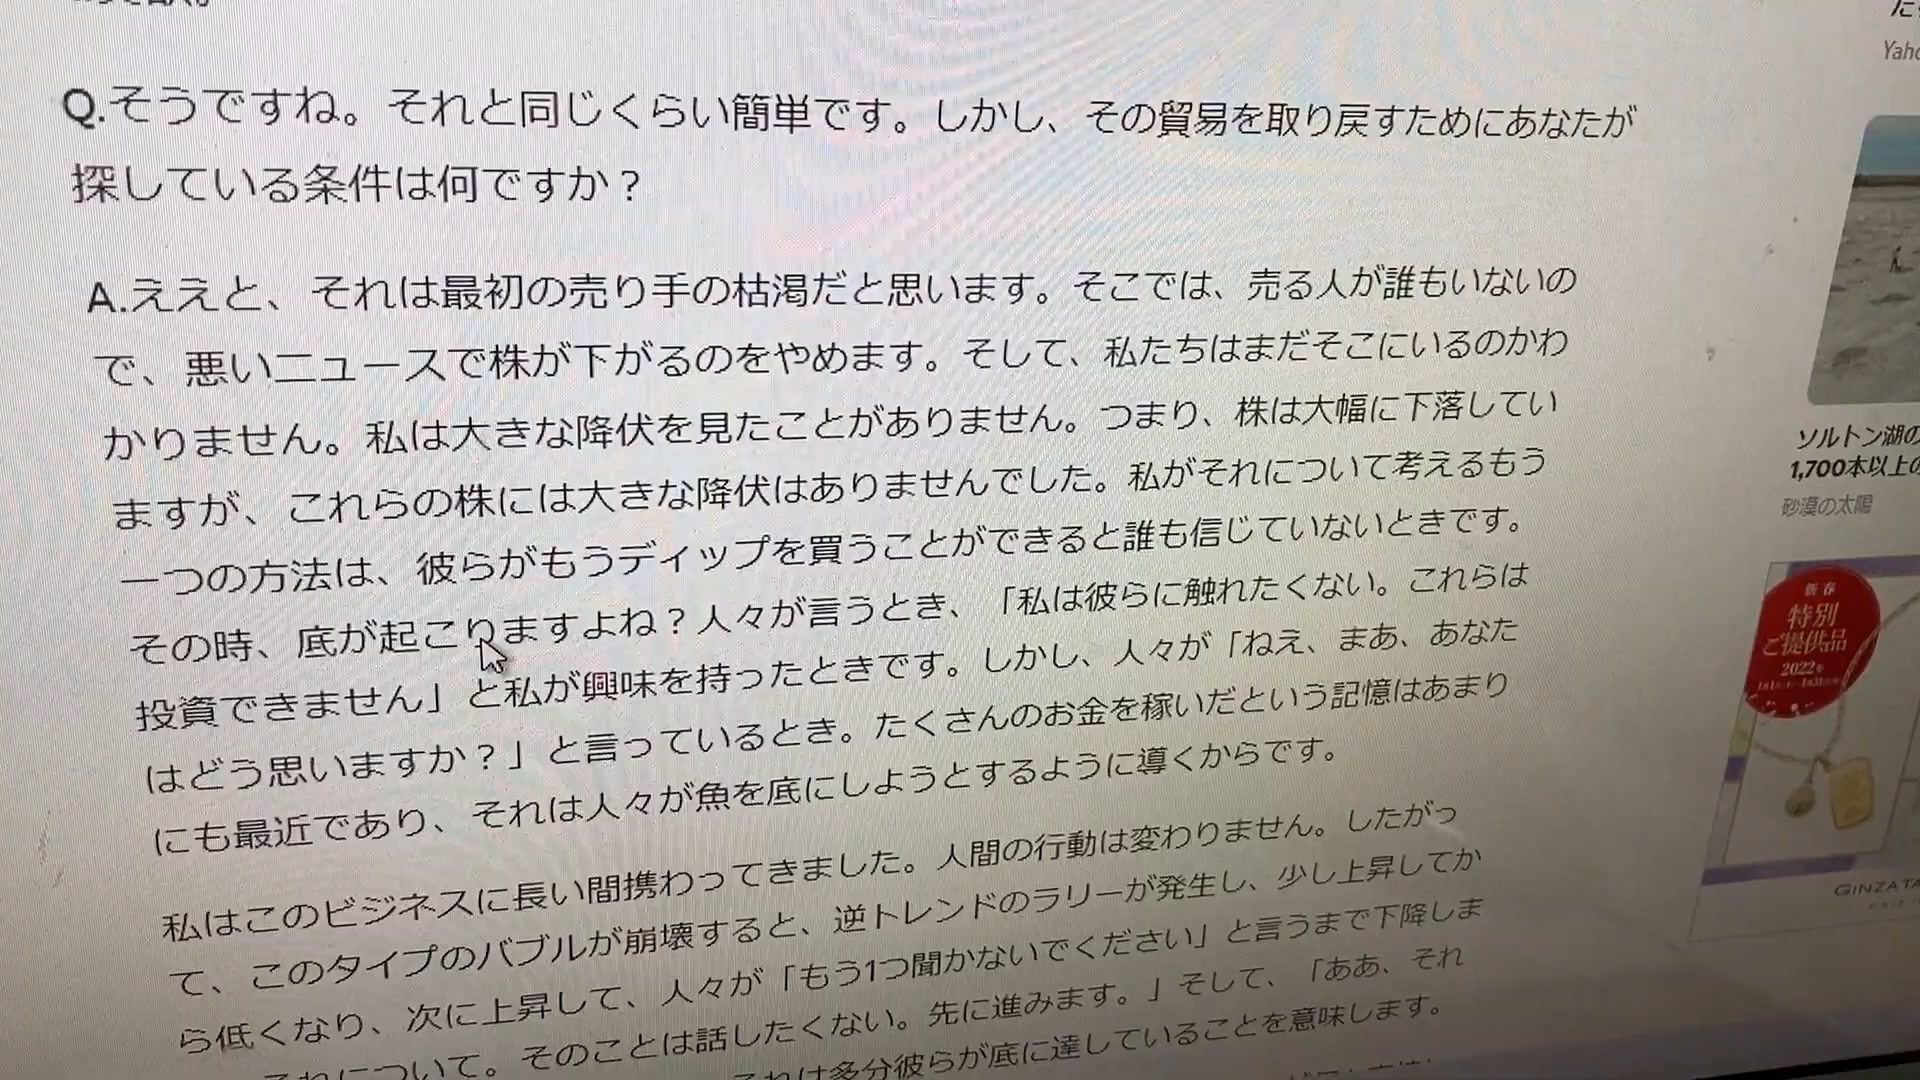 Q.そうですね。それと同じくらい簡単です。しかし、その貿易を取り戻すためにあなたが
探している条件は何ですか？
A.ええと、それは最初の売り手の枯渇だと思います。そこでは、売る人が誰もいないの
で、悪いニュースで株が下がるのをやめます。そして、私たちはまだそこにいるのかわ
かりません。私は大きな降伏を見たことがありません。つまり、株は大幅に下落してい
ますが、これらの株には大きな降伏はありませんでした。私がそれについて考えるもう
一つの方法は、彼らがもうディップを買うことができると誰も信じていないときです。
その時、底が起こりますよね？人々が言うとき、「私は彼らに触れたくない。これらは
投資できません」と私が興味を持ったときです。しかし、人々が「ねえ、まあ、あなた
はどう思いますか？」と言っているとき。たくさんのお金を稼いだという記憶はあまり
にも最近であり、それは人々が魚を底にしようとするように導くからです。
私はこのビジネスに長い間携わってきました。人間の行動は変わりません。したがっ
て、このタイプのバブルが崩壊すると、逆トレンドのラリーが発生し、少し上昇してか
ら低くなり、次に上昇して、人々が「もう1つ聞かないでください」と言うまで下降しま
それについて。そのことは話したくない。先に進みます。」そして、「ああ、それ
それは多分彼らが底に達していることを意味します。
Yaho
ソルトン湖の
1,700本以上の
砂漠の太陽
新春
特別
ご提供品
2022年
GINZA TA